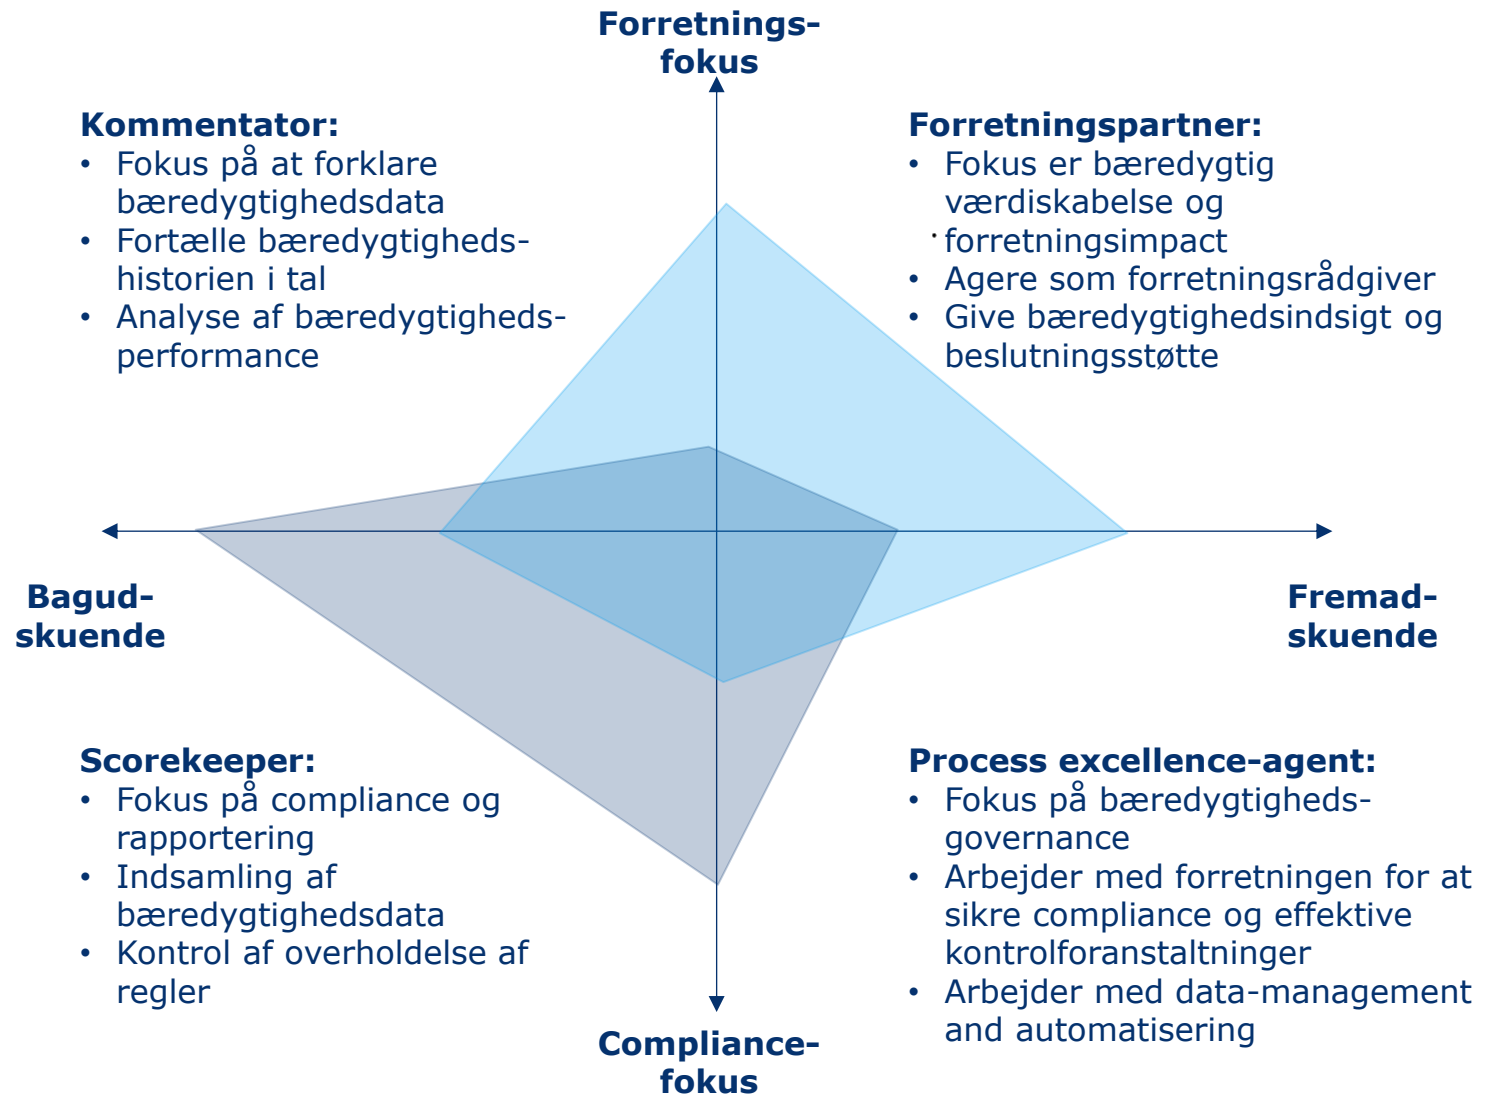 Forretnings-
fokus
Kommentator:
• Fokus på at forklare
bæredygtighedsdata
• Fortælle bæredygtigheds-
historien i tal
• Analyse af bæredygtigheds-
performance
Forretningspartner:
• Fokus er bæredygtig
værdiskabelse og
forretningsimpact
• Agere som forretningsrådgiver
• Give bæredygtighedsindsigt og
beslutningsstøtte
Bagud-
skuende
Fremad-
skuende
Scorekeeper:
• Fokus på compliance og
rapportering
• Indsamling af
bæredygtighedsdata
• Kontrol af overholdelse af
regler
Process excellence-agent:
• Fokus på bæredygtigheds-
governance
• Arbejder med forretningen for at
sikre compliance og effektive
kontrolforanstaltninger
• Arbejder med data-management
and automatisering
Compliance-
fokus